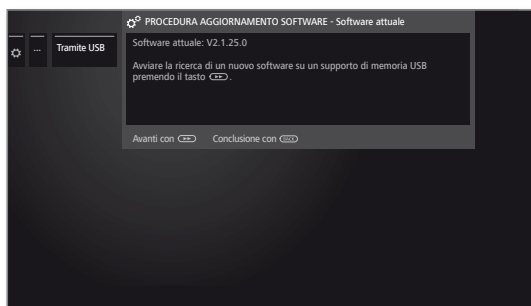 PROCEDURA AGGIORNAMENTO SOFTWARE - Software attuale
... Tramite USB
Software attuale: V2.1.25.0
Avviare la ricerca di un nuovo software su un supporto di memoria USB
premendo il tasto ▶▶.
Avanti con ▶▶ Conclusione con BACK